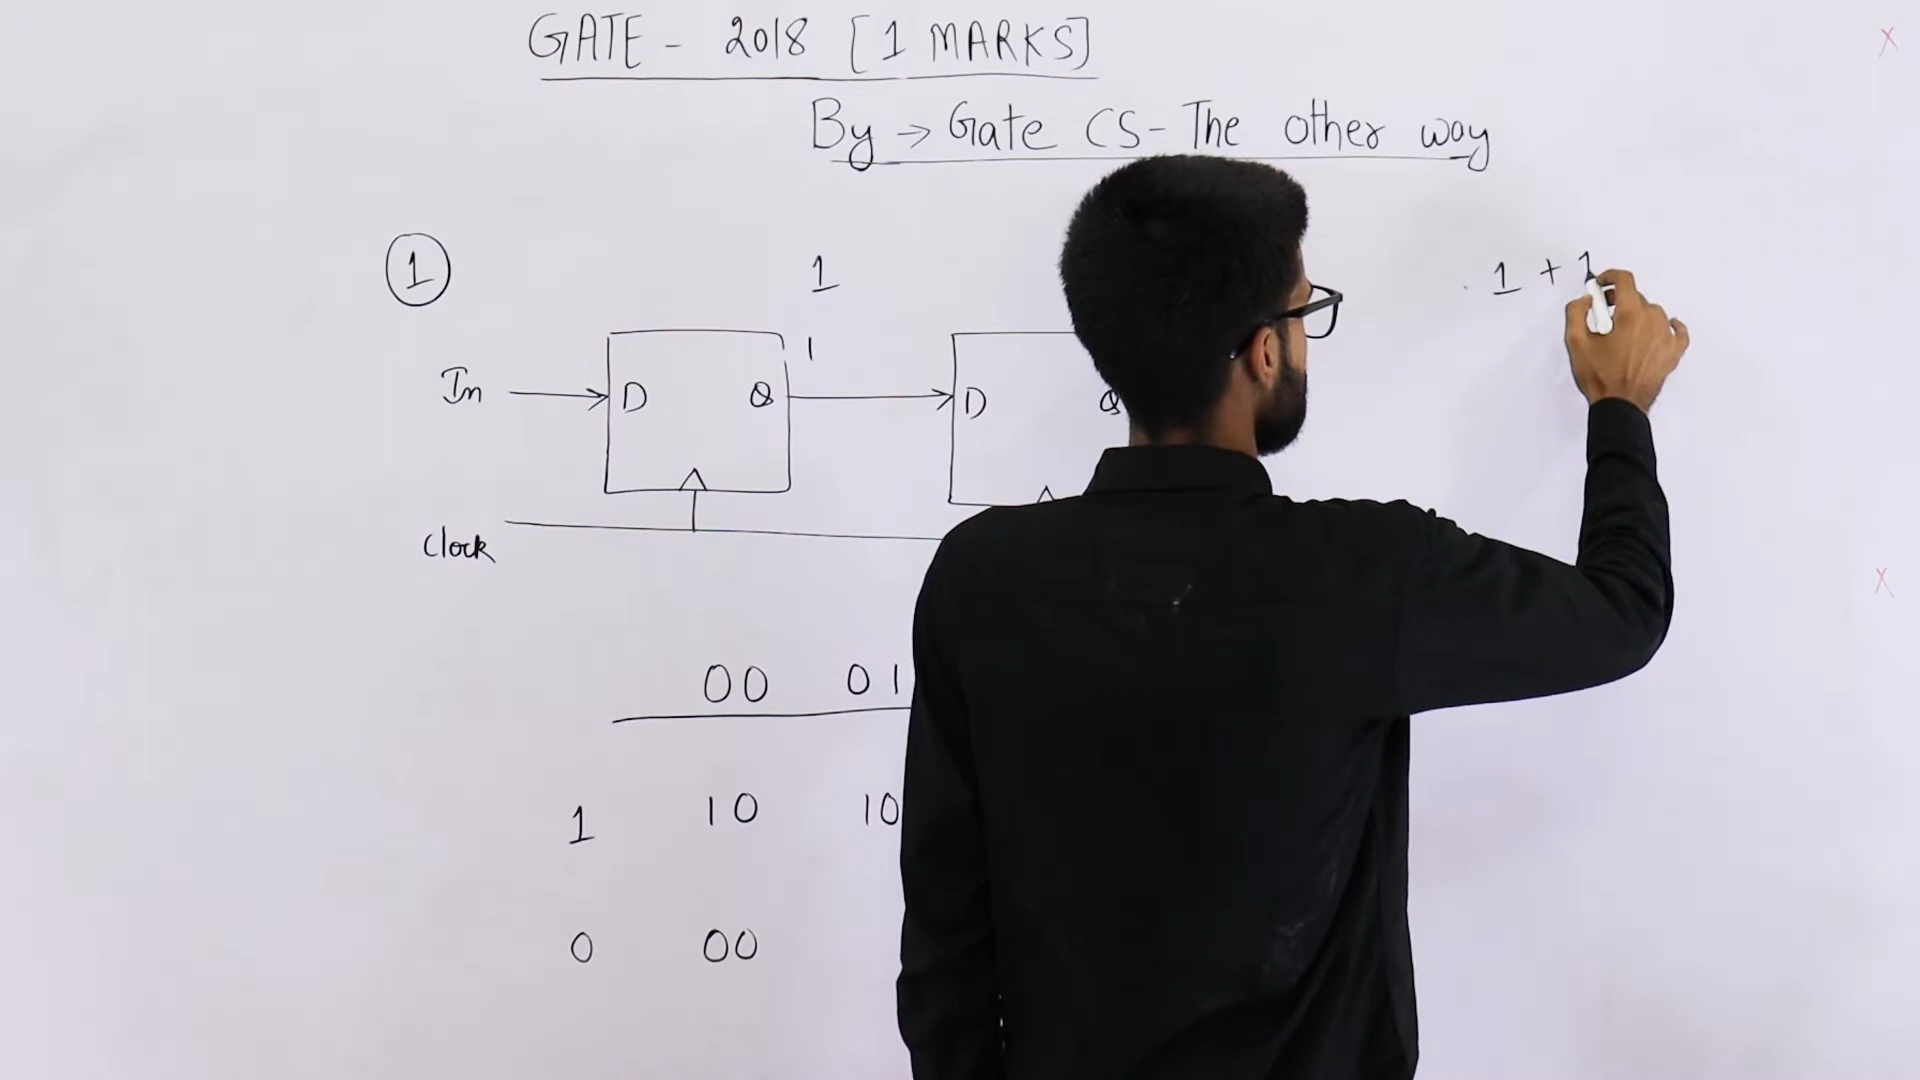 GATE - 2018 [1 MARKS]
By → Gate CS - The other way
1
1
1 + 1
1
In
D Q
D Q
Clock
00 01
1 10 10
0 00